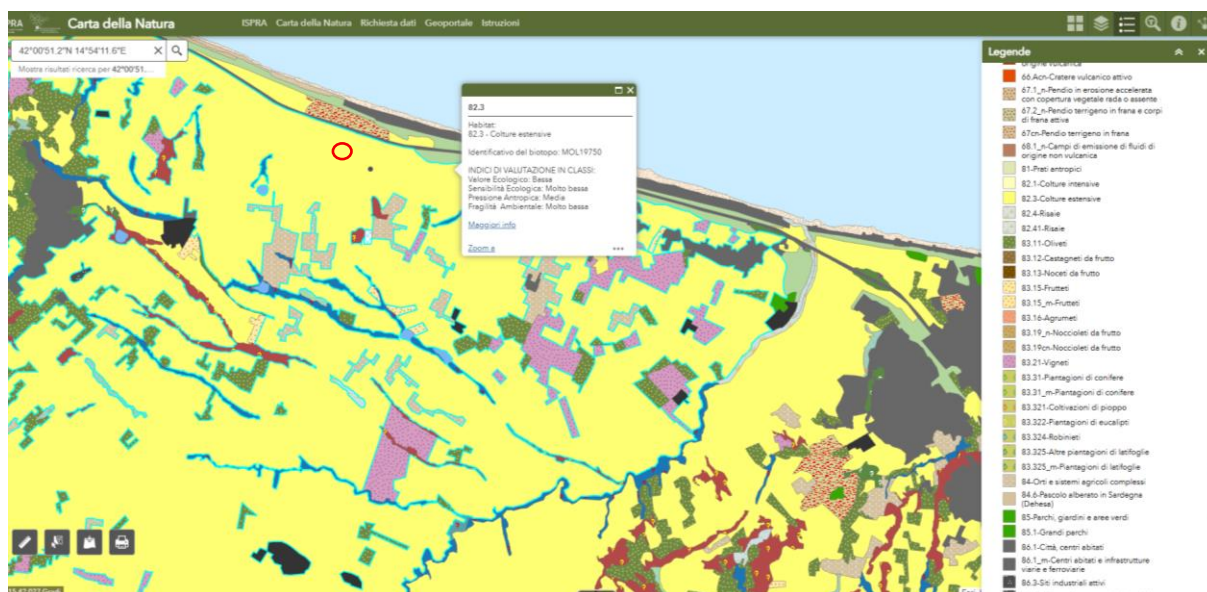 Carta della Natura
ISPRA Carta della Natura Richiesta dati Geoportale Istruzioni
42°00'51.2"N 14°54'11.6"E
Mostra risultati ricerca per 42°00'51,...
82.3
Habitat:
82.3 - Colture estensive
Identificativo del biotopo: MOL19750
INDICI DI VALUTAZIONE IN CLASSI:
Valore Ecologico: Bassa
Sensibilità Ecologica: Molto bassa
Pressione Antropica: Media
Fragilità Ambientale: Molto bassa
Maggiori info
Zoom a
Legende
origine vulcanica
66.Acn-Cratere vulcanico attivo
67.1_n-Pendio in erosione accelerata
con copertura vegetale rada o assente
67.2_n-Pendio terrigeno in frana e corpi
di frana attiva
67cn-Pendio terrigeno in frana
68.1_n-Campi di emissione di fluidi di
origine non vulcanica
81-Prati antropici
82.1-Colture intensive
82.3-Colture estensive
82.4-Risaie
82.41-Risaie
83.11-Oliveti
83.12-Castagneti da frutto
83.13-Noceti da frutto
83.15-Frutteti
83.15_m-Frutteti
83.16-Agrumeti
83.19_n-Noccioleti da frutto
83.19cn-Noccioleti da frutto
83.21-Vigneti
83.31-Piantagioni di conifere
83.31_m-Piantagioni di conifere
83.321-Coltivazioni di pioppo
83.322-Piantagioni di eucalipti
83.324-Robinieti
83.325-Altre piantagioni di latifoglie
83.325_m-Piantagioni di latifoglie
84-Orti e sistemi agricoli complessi
84.6-Pascolo alberato in Sardegna
(Dehesa)
85-Parchi, giardini e aree verdi
85.1-Grandi parchi
86.1-Città, centri abitati
86.1_m-Centri abitati e infrastrutture
viarie e ferroviarie
86.3-Siti industriali attivi